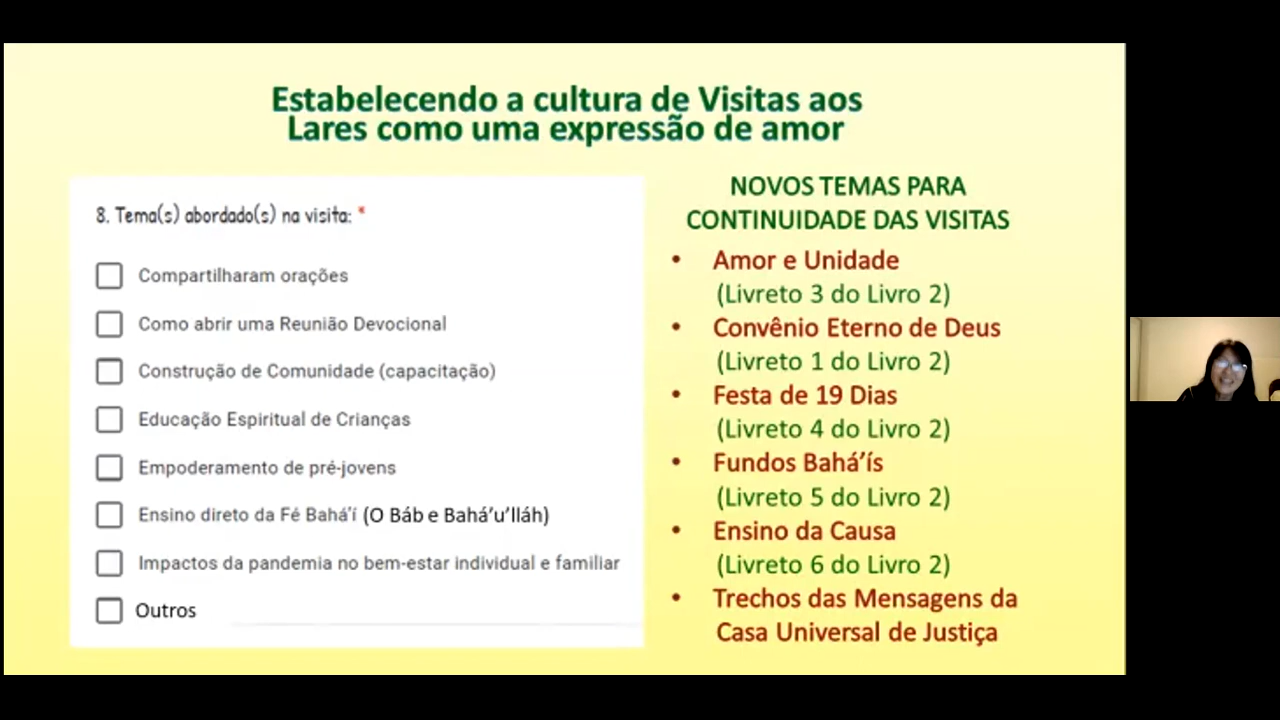 Estabelecendo a cultura de Visitas aos
Lares como uma expressão de amor
8. Tema(s) abordado(s) na visita: *
Compartilharam orações
Como abrir uma Reunião Devocional
Construção de Comunidade (capacitação)
Educação Espiritual de Crianças
Empoderamento de pré-jovens
Ensino direto da Fé Bahá'í (O Báb e Bahá'u'lláh)
Impactos da pandemia no bem-estar individual e familiar
Outros
NOVOS TEMAS PARA
CONTINUIDADE DAS VISITAS
• Amor e Unidade
(Livreto 3 do Livro 2)
• Convênio Eterno de Deus
(Livreto 1 do Livro 2)
• Festa de 19 Dias
(Livreto 4 do Livro 2)
• Fundos Bahá'ís
(Livreto 5 do Livro 2)
• Ensino da Causa
(Livreto 6 do Livro 2)
• Trechos das Mensagens da
Casa Universal de Justiça